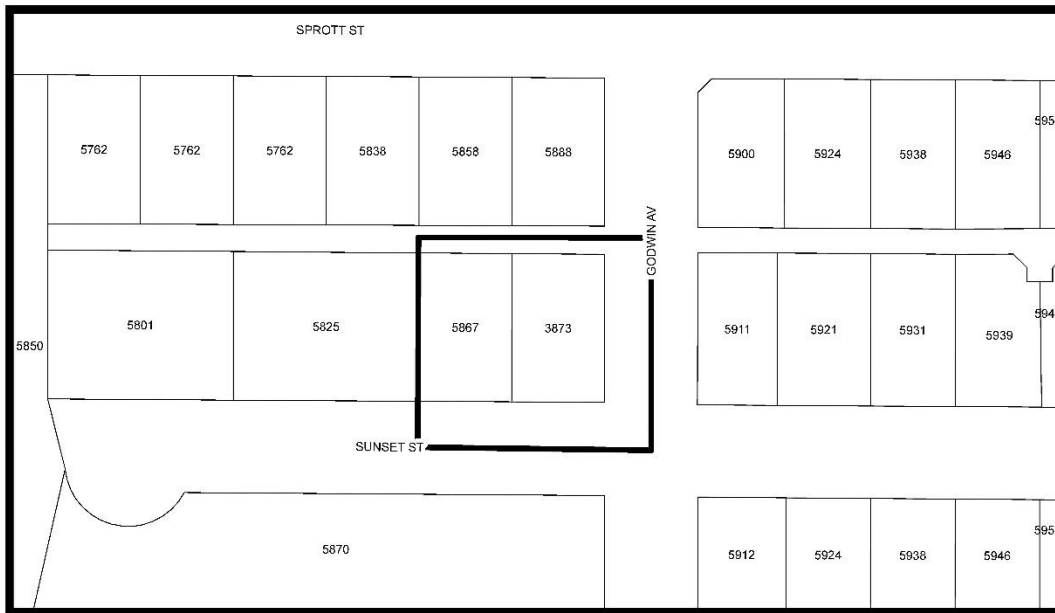 SPROTT ST
5762 5762 5762 5838 5858 5888 5900 5924 5938 5946
GODWIN AV
5850 5801 5825 5867 3873 5911 5921 5931 5939
SUNSET ST
5870 5912 5924 5938 5946